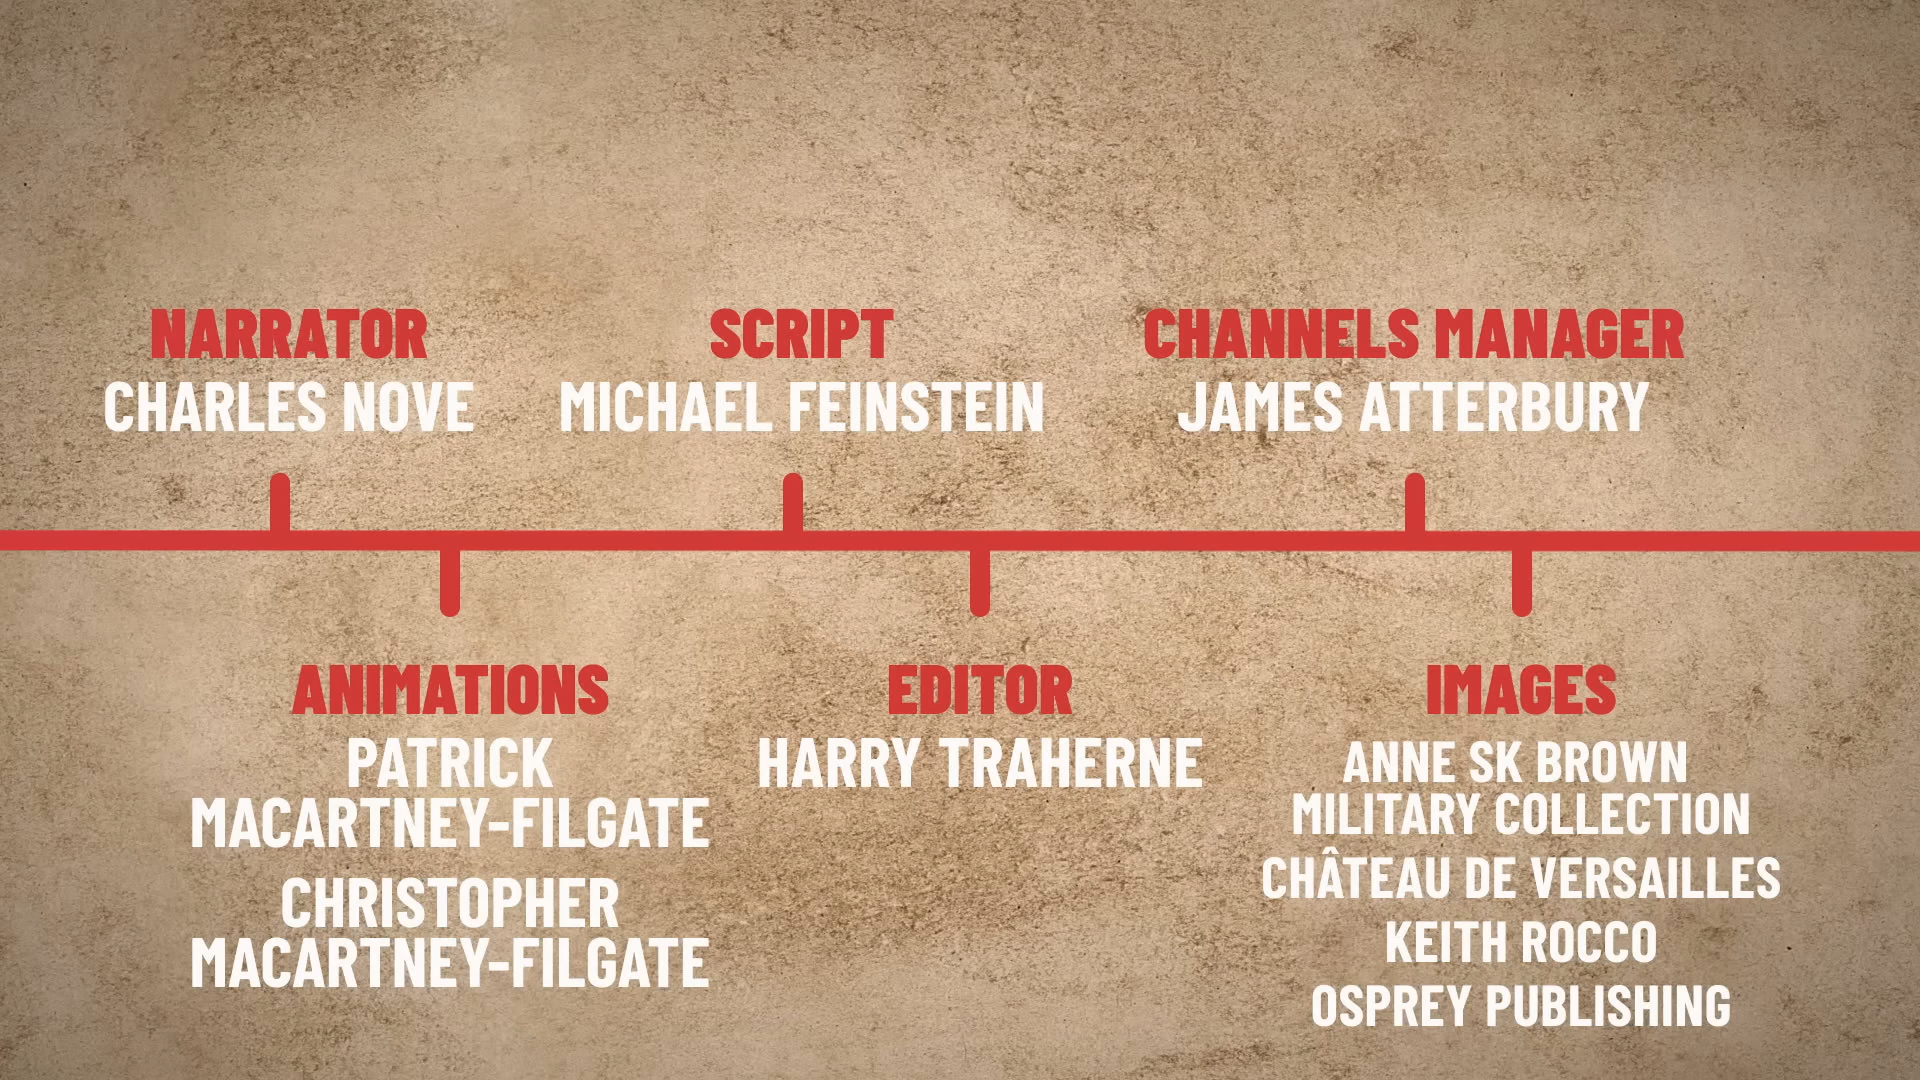 NARRATOR
CHARLES NOVE
SCRIPT
MICHAEL FEINSTEIN
CHANNELS MANAGER
JAMES ATTERBURY
ANIMATIONS
PATRICK
MACARTNEY-FILGATE
CHRISTOPHER
MACARTNEY-FILGATE
EDITOR
HARRY TRAHERNE
IMAGES
ANNE SK BROWN
MILITARY COLLECTION
CHÂTEAU DE VERSAILLES
KEITH ROCCO
OSPREY PUBLISHING